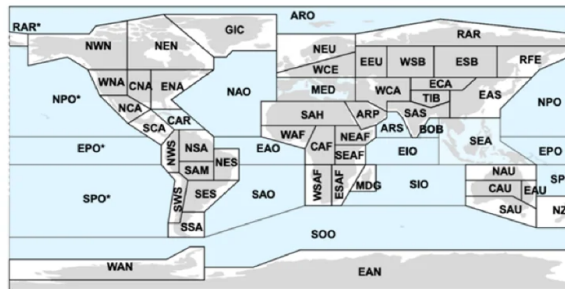 ARO
RAR*
GIC
RAR
NWN
NEN
NEU
EEU
WSB
ESB
RFE
WCE
WNA
CNA
ENA
NAO
MED
WCA
ECA
TIB
EAS
NPO*
NPO
NCA
SCA
CAR
SAH
ARP
SAS
ARS
BOB
WAF
CAF
NEAF
SEAF
SEA
EPO*
NWS
NSA
NES
EAO
EIO
EPO
SAM
SPO*
SWS
SES
SAO
WSAF
ESAF
MDG
SIO
NAU
CAU
EAU
SP
SAU
NZ
SSA
SOO
WAN
EAN